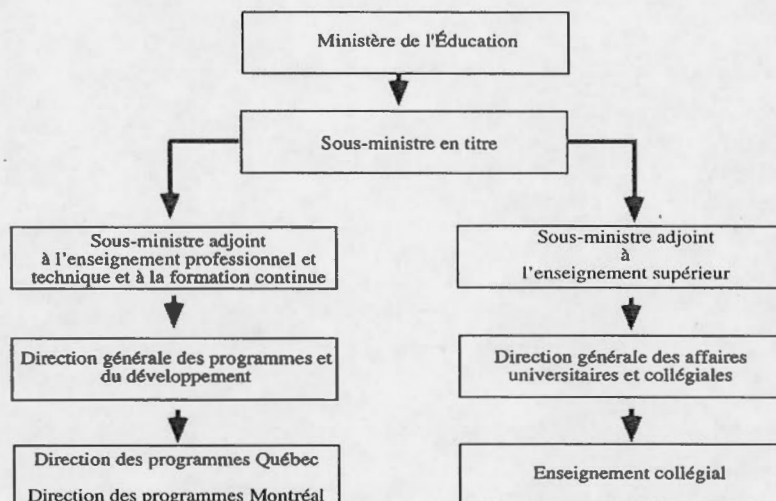 Ministère de l'Éducation
Sous-ministre en titre
Sous-ministre adjoint
à l'enseignement professionnel et
technique et à la formation continue
Sous-ministre adjoint
à
l'enseignement supérieur
Direction générale des programmes et
du développement
Direction générale des affaires
universitaires et collégiales
Direction des programmes Québec
Direction des programmes Montréal
Enseignement collégial